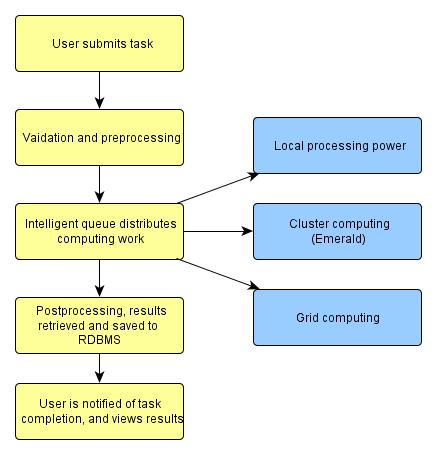 User submits task
Vaidation and preprocessing
Local processing power
Intelligent queue distributes
computing work
Cluster computing
(Emerald)
Grid computing
Postprocessing, results
retrieved and saved to
RDBMS
User is notified of task
completion, and views results